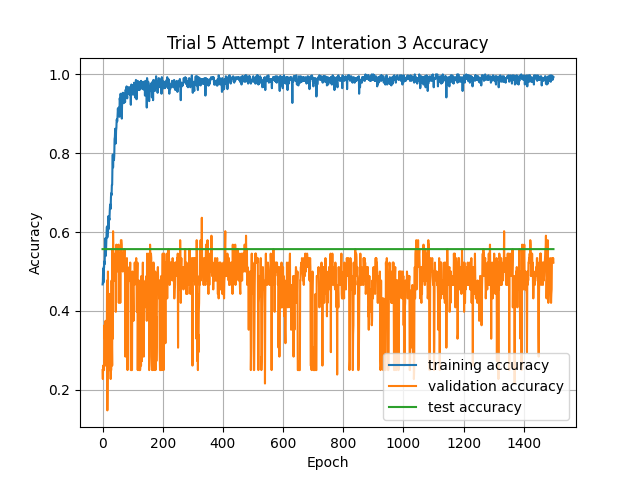 Trial 5 Attempt 7 Interation 3 Accuracy
1.0
0.8
0.6
0.4
0.2
Accuracy
training accuracy
validation accuracy
test accuracy
0 200 400 600 800 1000 1200 1400
Epoch